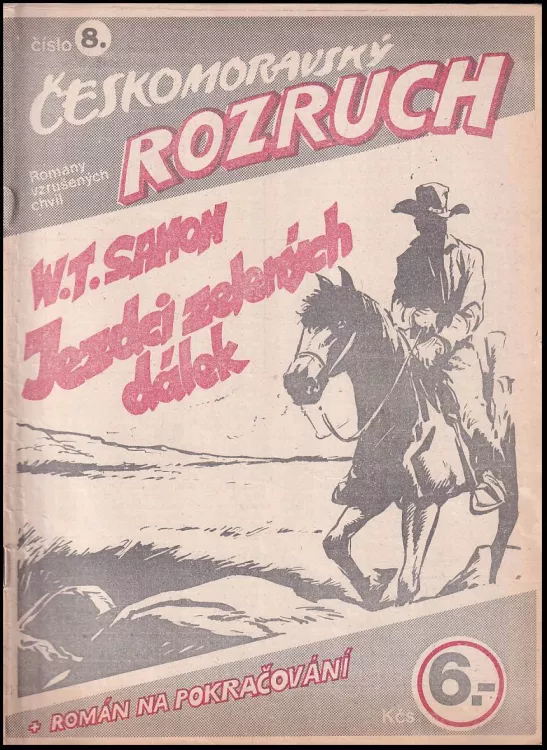 číslo 8.
ČESKOMORAVSKÝ
ROZRUCH
Romány
vzrušených
chvil
W.T. SAMON
Jezdci zelených
dálek
+ ROMÁN NA POKRAČOVÁNÍ
Kčs 6.-